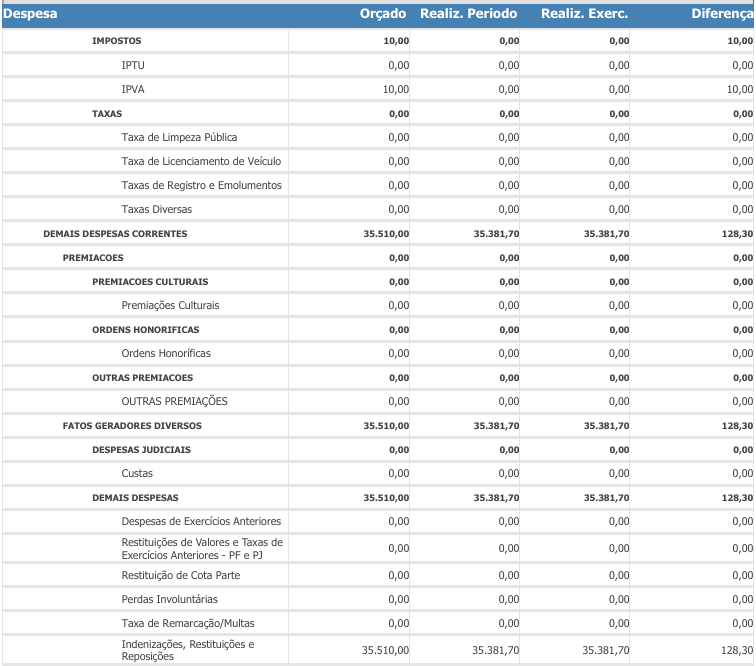 Despesa Orçado Realiz. Periodo Realiz. Exerc. Diferença
IMPOSTOS 10,00 0,00 0,00 10,00
IPTU 0,00 0,00 0,00 0,00
IPVA 10,00 0,00 0,00 10,00
TAXAS 0,00 0,00 0,00 0,00
Taxa de Limpeza Pública 0,00 0,00 0,00 0,00
Taxa de Licenciamento de Veículo 0,00 0,00 0,00 0,00
Taxas de Registro e Emolumentos 0,00 0,00 0,00 0,00
Taxas Diversas 0,00 0,00 0,00 0,00
DEMAIS DESPESAS CORRENTES 35.510,00 35.381,70 35.381,70 128,30
PREMIACOES 0,00 0,00 0,00 0,00
PREMIACOES CULTURAIS 0,00 0,00 0,00 0,00
Premiações Culturais 0,00 0,00 0,00 0,00
ORDENS HONORIFICAS 0,00 0,00 0,00 0,00
Ordens Honoríficas 0,00 0,00 0,00 0,00
OUTRAS PREMIACOES 0,00 0,00 0,00 0,00
OUTRAS PREMIAÇÕES 0,00 0,00 0,00 0,00
FATOS GERADORES DIVERSOS 35.510,00 35.381,70 35.381,70 128,30
DESPESAS JUDICIAIS 0,00 0,00 0,00 0,00
Custas 0,00 0,00 0,00 0,00
DEMAIS DESPESAS 35.510,00 35.381,70 35.381,70 128,30
Despesas de Exercícios Anteriores 0,00 0,00 0,00 0,00
Restituições de Valores e Taxas de
Exercícios Anteriores - PF e PJ 0,00 0,00 0,00 0,00
Restituição de Cota Parte 0,00 0,00 0,00 0,00
Perdas Involuntárias 0,00 0,00 0,00 0,00
Taxa de Remarcação/Multas 0,00 0,00 0,00 0,00
Indenizações, Restituições e
Reposições 35.510,00 35.381,70 35.381,70 128,30